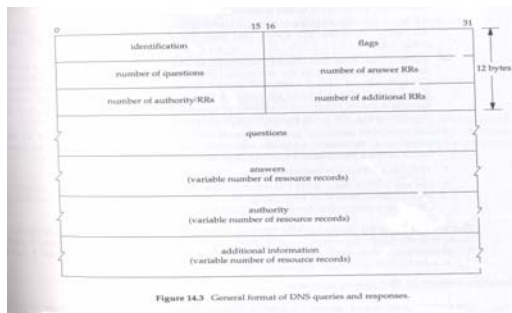 0 15 16 31
identification flags
number of questions number of answer RRs 12 bytes
number of authority RRs number of additional RRs
questions
answers
(variable number of resource records)
authority
(variable number of resource records)
additional information
(variable number of resource records)
Figure 14.3 General format of DNS queries and responses.